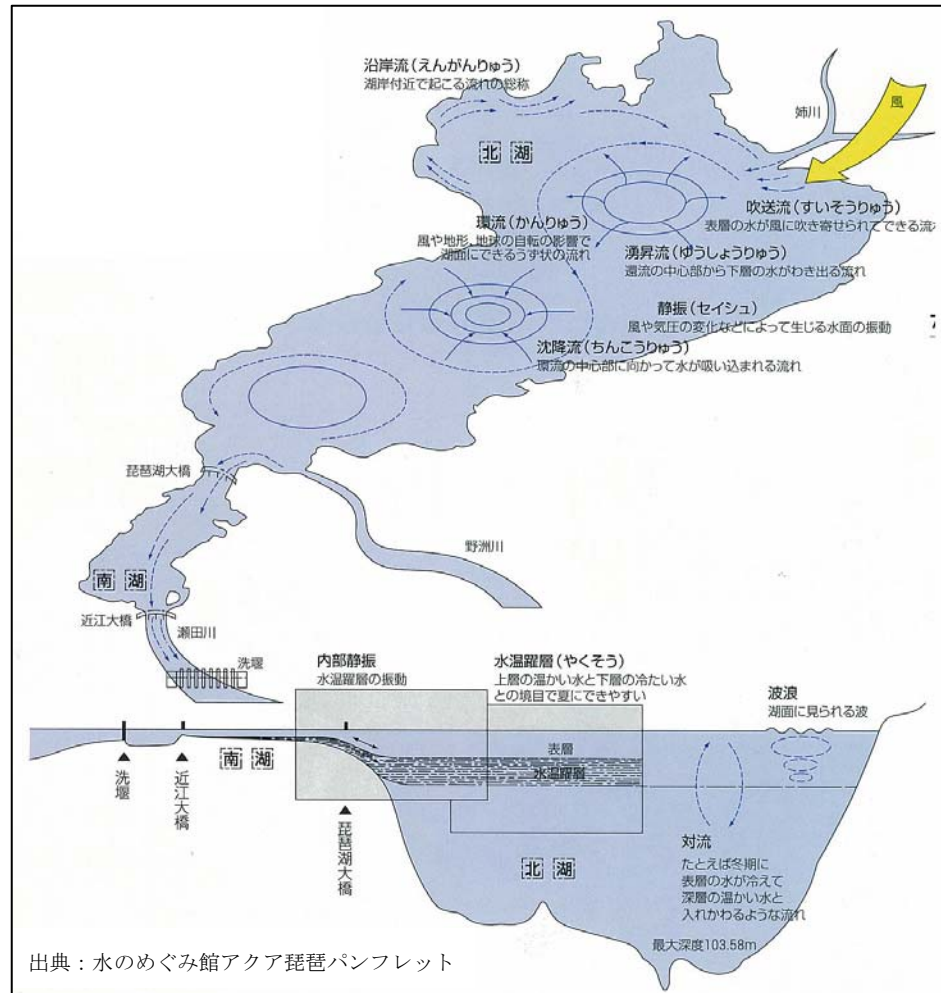 沿岸流(えんがんりゅう)
湖岸付近で起こる流れの総称
姉川
風
北湖
吹送流(すいそうりゅう)
表層の水が風に吹き寄せられてできる流
環流(かんりゅう)
風や地形、地球の自転の影響で
湖面にできるうず状の流れ
湧昇流(ゆうしょうりゅう)
還流の中心部から下層の水がわき出る流れ
静振(セイシュ)
風や気圧の変化などによって生じる水面の振動
沈降流(ちんこうりゅう)
環流の中心部に向かって水が吸い込まれる流れ
琵琶湖大橋
野洲川
南湖
近江大橋
瀬田川
洗堰
内部静振
水温躍層の振動
水温躍層(やくそう)
上層の温かい水と下層の冷たい水
との境目で夏にできやすい
波浪
湖面に見られる波
表層
水温躍層
南湖
▲洗堰
▲近江大橋
▲琵琶湖大橋
北湖
対流
たとえば冬期に
表層の水が冷えて
深層の温かい水と
入れかわるような流れ
最大深度103.58m
出典:水のめぐみ館アクア琵琶パンフレット